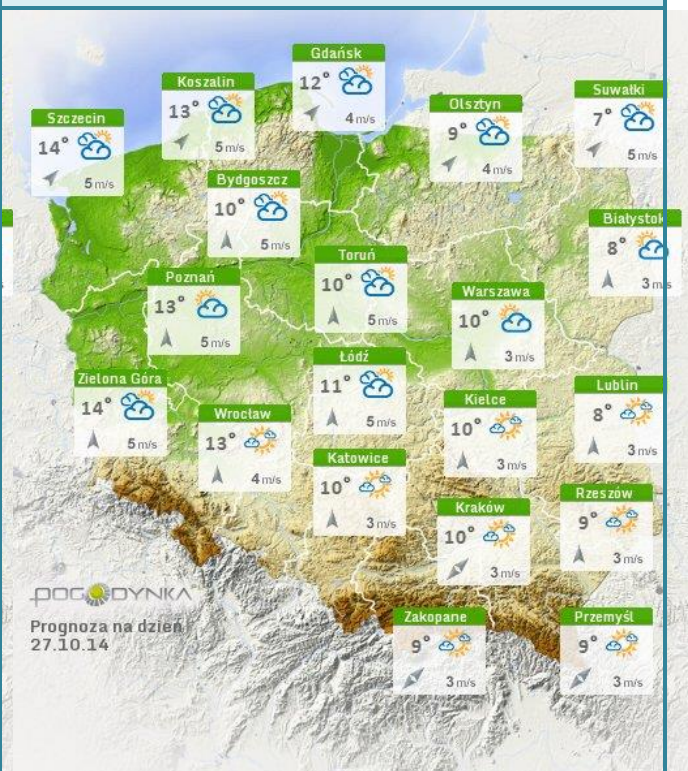 Gdańsk
12°
4 m/s
Koszalin
13°
5 m/s
Suwałki
7°
5 m/s
Olsztyn
9°
4 m/s
Szczecin
14°
5 m/s
Bydgoszcz
10°
5 m/s
Białystok
8°
3 m/s
Toruń
10°
5 m/s
Poznań
13°
5 m/s
Warszawa
10°
3 m/s
Łódź
11°
5 m/s
Zielona Góra
14°
5 m/s
Lublin
8°
3 m/s
Kielce
10°
3 m/s
Wrocław
13°
4 m/s
Katowice
10°
3 m/s
Rzeszów
9°
3 m/s
Kraków
10°
3 m/s
POGODYNKA
Prognoza na dzień
27.10.14
Zakopane
9°
3 m/s
Przemyśl
9°
3 m/s